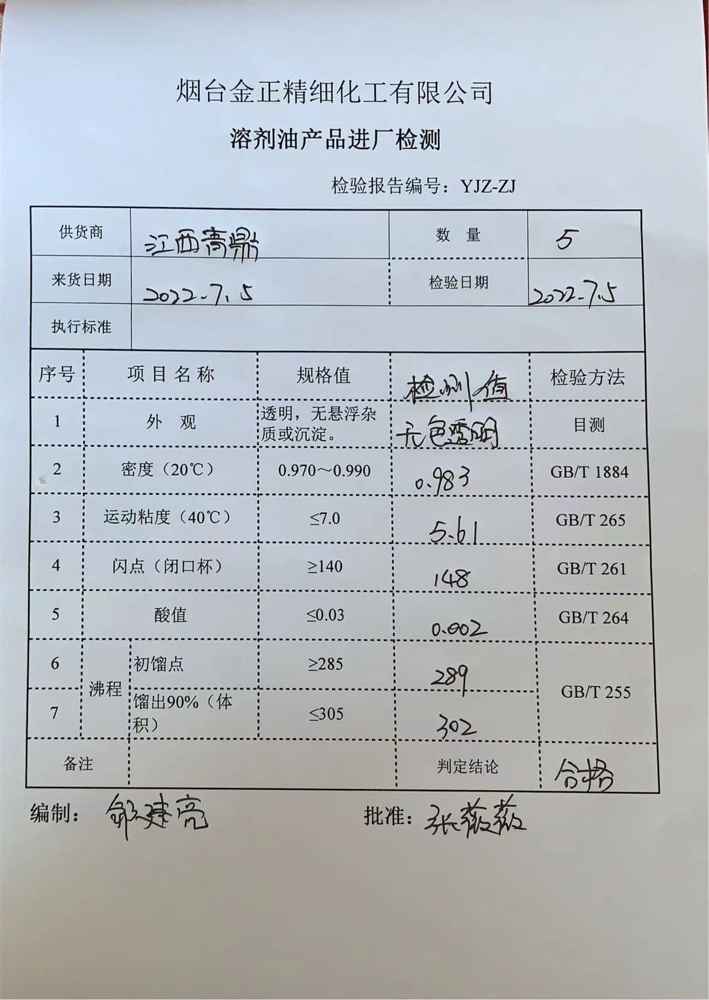 烟台金正精细化工有限公司
溶剂油产品进厂检测
检验报告编号：YJZ-ZJ
供货商 江西青鼎 数 量 5
来货日期 2022.7.5 检验日期 2022.7.5
执行标准
序号 项目名称 规格值 检测值 检验方法
1 外 观 透明，无悬浮杂
质或沉淀。 无色透明 目测
2 密度（20℃） 0.970～0.990 0.983 GB/T 1884
3 运动粘度（40℃） ≤7.0 5.61 GB/T 265
4 闪点（闭口杯） ≥140 148 GB/T 261
5 酸值 ≤0.03 0.002 GB/T 264
6 沸程 初馏点 ≥285 289 GB/T 255
7 馏出90%（体
积） ≤305 302
备注 判定结论 合格
编制： 邹建亮 批准：张薇薇